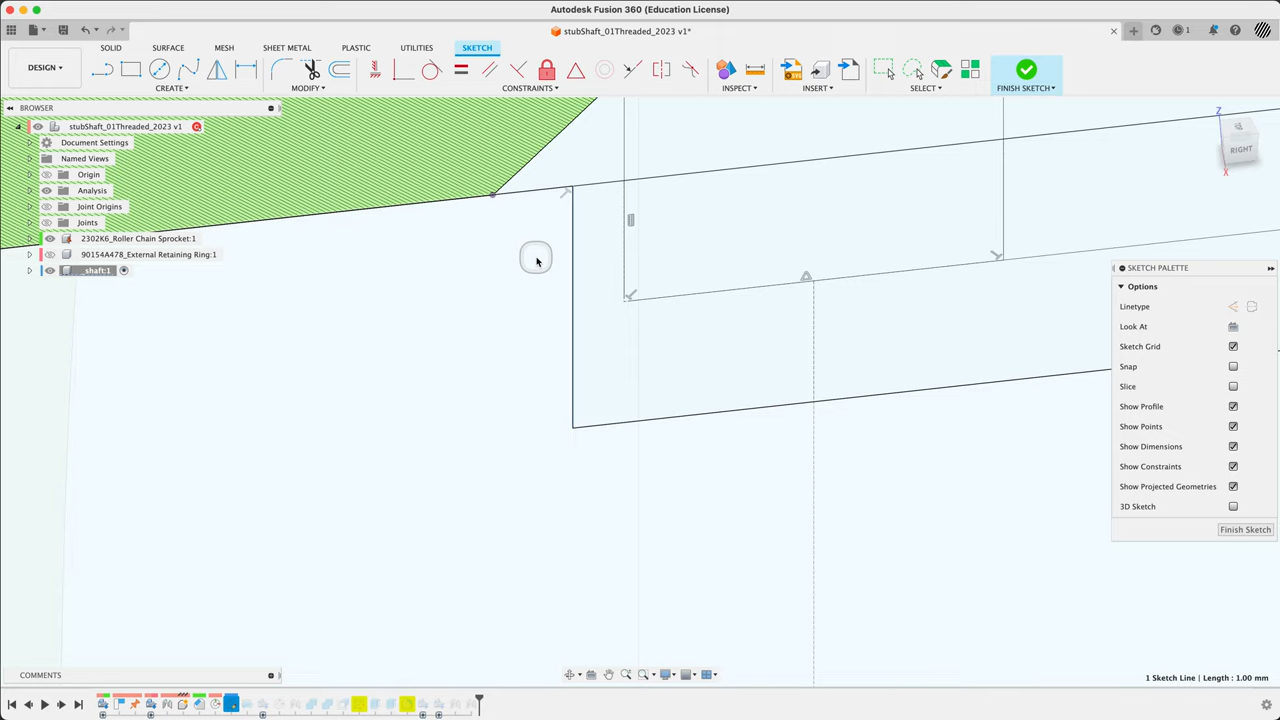 Autodesk Fusion 360 (Education License)
stubShaft_01Threaded_2023 v1*
1
DESIGN
SOLID
SURFACE
MESH
SHEET METAL
PLASTIC
UTILITIES
SKETCH
CREATE
MODIFY
CONSTRAINTS
INSPECT
INSERT
SELECT
FINISH SKETCH
BROWSER
stubShaft_01Threaded_2023 v1
Document Settings
Named Views
Origin
Analysis
Joint Origins
Joints
2302K6_Roller Chain Sprocket:1
90154A478_External Retaining Ring:1
_shaft:1
Z
RIGHT
X
SKETCH PALETTE
Options
Linetype
Look At
Sketch Grid
Snap
Slice
Show Profile
Show Points
Show Dimensions
Show Constraints
Show Projected Geometries
3D Sketch
Finish Sketch
COMMENTS
1 Sketch Line | Length : 1.00 mm